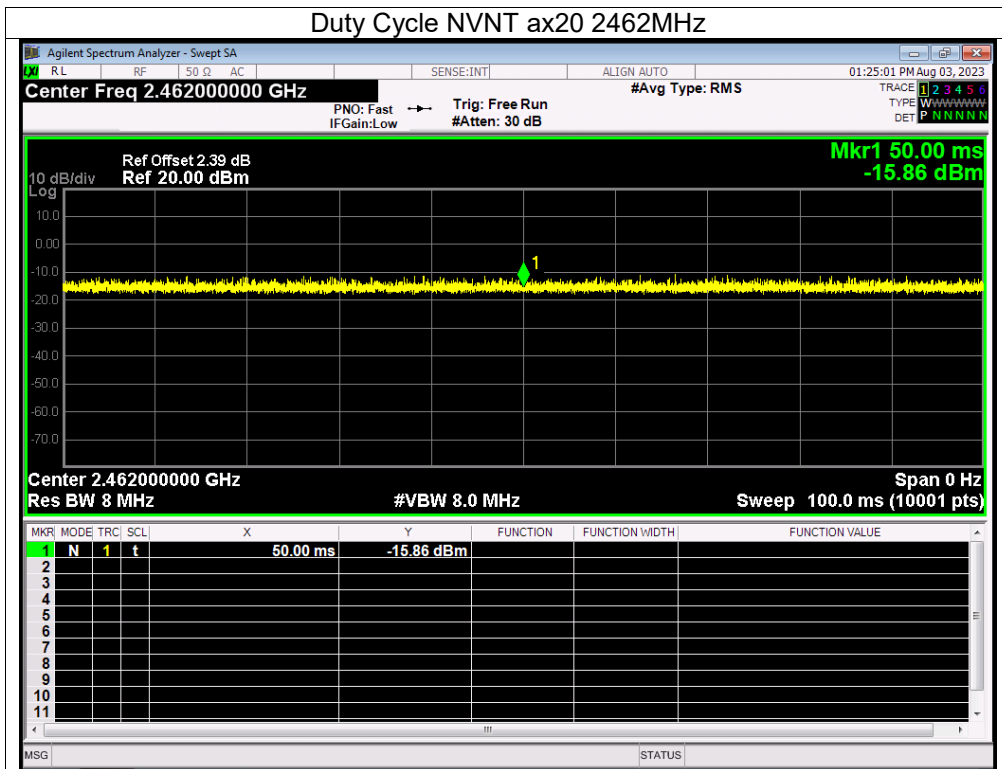 Duty Cycle NVNT ax20 2462MHz
Agilent Spectrum Analyzer - Swept SA
LXI RL RF 50 Ω AC SENSE:INT ALIGN AUTO 01:25:01 PM Aug 03, 2023
Center Freq 2.462000000 GHz #Avg Type: RMS TRACE 1 2 3 4 5 6
PNO: Fast Trig: Free Run TYPE WWWWWW
IFGain:Low #Atten: 30 dB DET P N N N N N
Mkr1 50.00 ms
-15.86 dBm
Ref Offset 2.39 dB
10 dB/div Ref 20.00 dBm
Log
10.0
0.00
1
-10.0
-20.0
-30.0
-40.0
-50.0
-60.0
-70.0
Center 2.462000000 GHz Span 0 Hz
Res BW 8 MHz #VBW 8.0 MHz Sweep 100.0 ms (10001 pts)
MKR MODE TRC SCL X Y FUNCTION FUNCTION WIDTH FUNCTION VALUE
1 N 1 t 50.00 ms -15.86 dBm
2
3
4
5
6
7
8
9
10
11
MSG STATUS